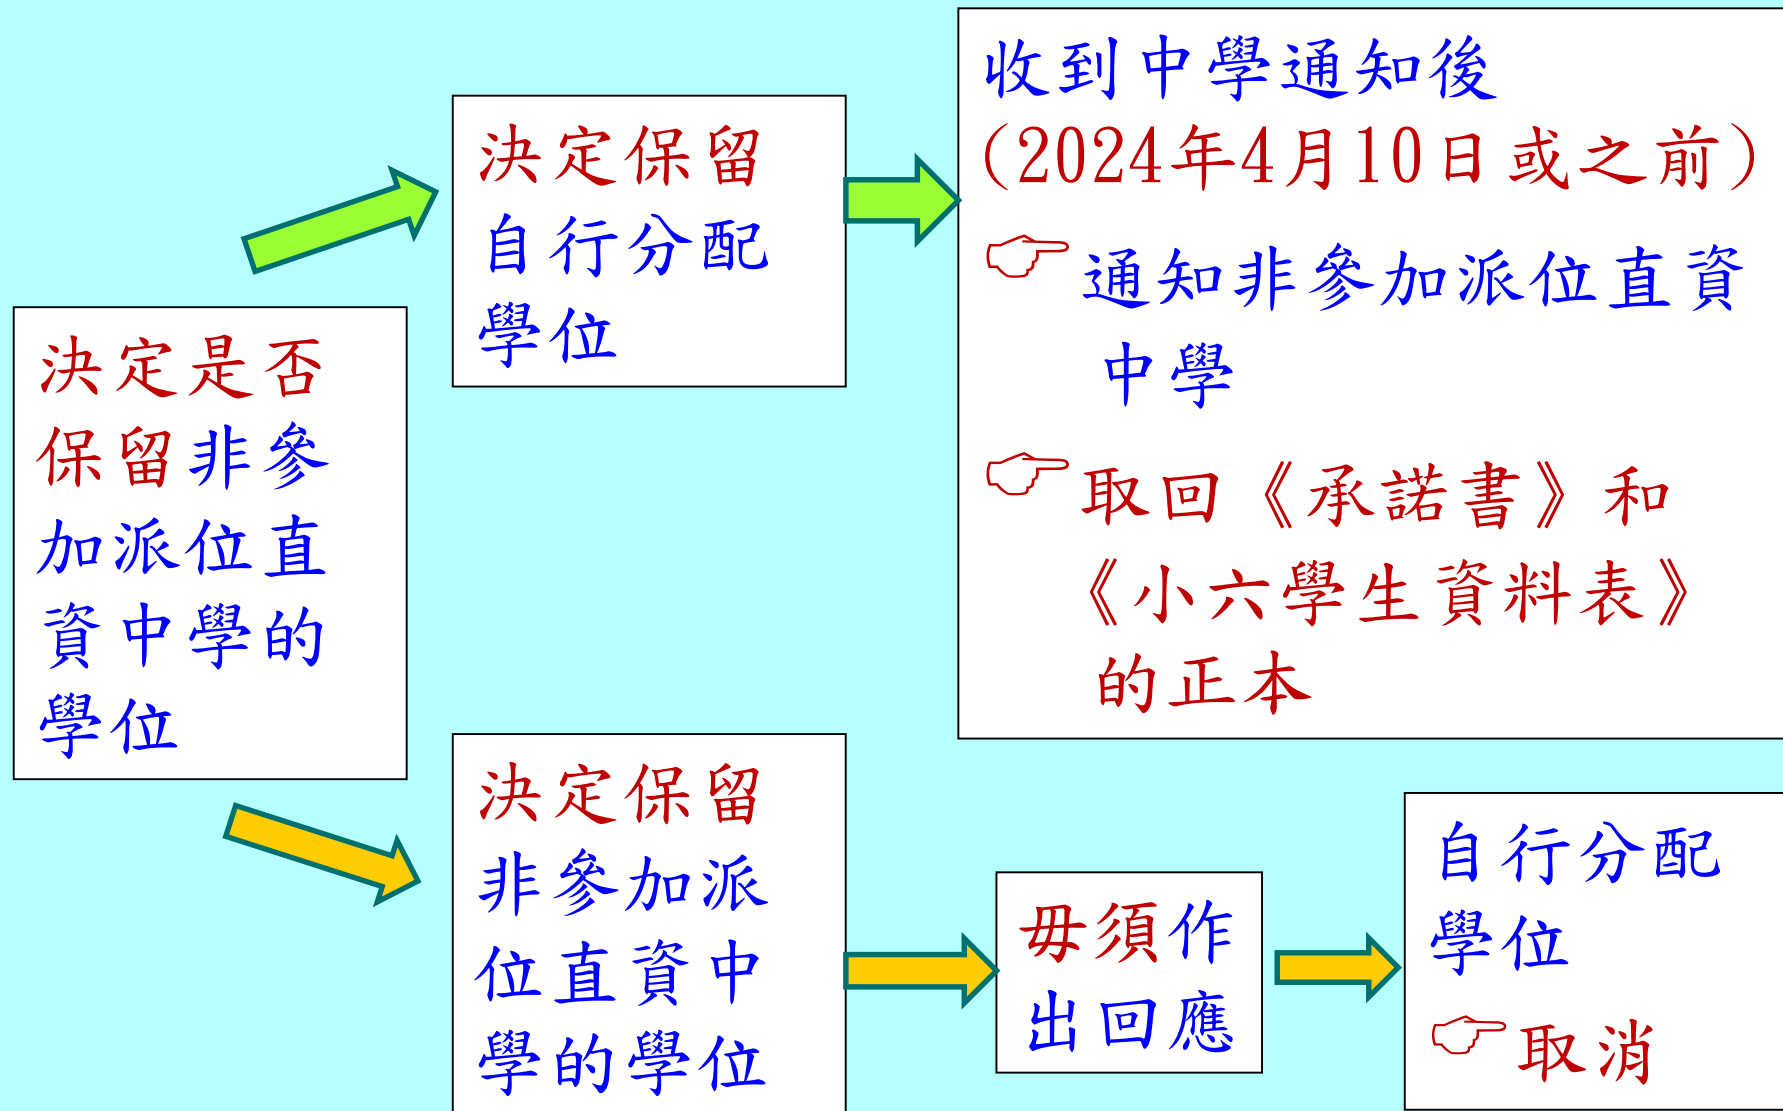 決定是否
保留非參
加派位直
資中學的
學位
決定保留
自行分配
學位
收到中學通知後
(2024年4月10日或之前)
通知非參加派位直資
中學
取回《承諾書》和
《小六學生資料表》
的正本
決定保留
非參加派
位直資中
學的學位
毋須作
出回應
自行分配
學位
取消